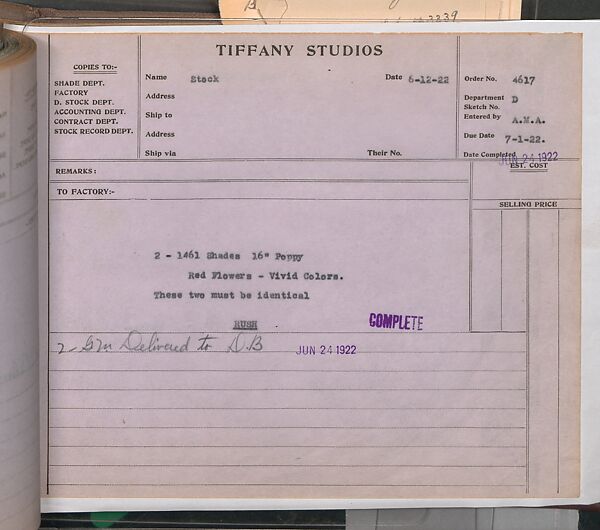 2239
TIFFANY STUDIOS
COPIES TO:-
SHADE DEPT.
FACTORY
D. STOCK DEPT.
ACCOUNTING DEPT.
CONTRACT DEPT.
STOCK RECORD DEPT.
Name Stock Date 6-12-22
Address
Ship to
Address
Ship via Their No.
Order No. 4617
Department D
Sketch No.
Entered by A.M.A.
Due Date 7-1-22.
Date Completed JUN 24 1922
REMARKS:
EST. COST
TO FACTORY:-
SELLING PRICE
2 - 1461 Shades 16" Poppy
Red Flowers - Vivid Colors.
These two must be identical
RUSH
COMPLETE
2 - Delivered to D.B JUN 24 1922